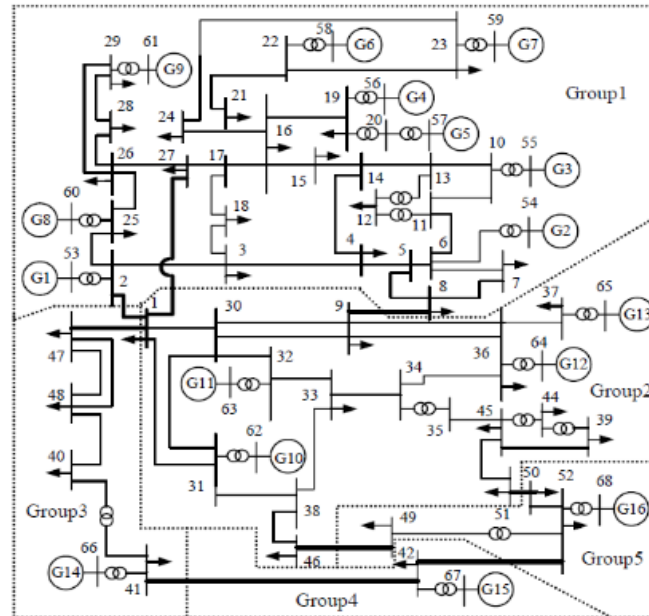 29 61 G9
22 58 G6
23 59 G7
Group1
28
24 21
19 56 G4
20 57 G5
16
10
26 27 17
15 14 13
55 G3
60
G8 25
18
12 11
54
G2
53
G1 2
3 4 5 6
8 7
1 30 9
37 65 G13
47
32 34 36
64 G12
G11 63
33
Group2
48
35 45 44 39
40
62 G10
31
50 52
Group3
38
49 51
68 G16
66
G14
46 42
Group5
41
Group4
67 G15